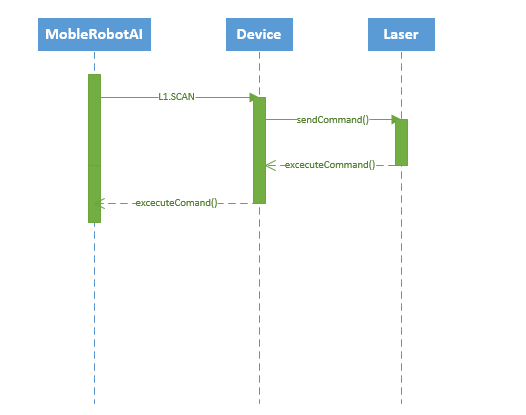 MobleRobotAI
Device
Laser
L1.SCAN
sendCommand()
excecuteCommand()
excecuteComand()